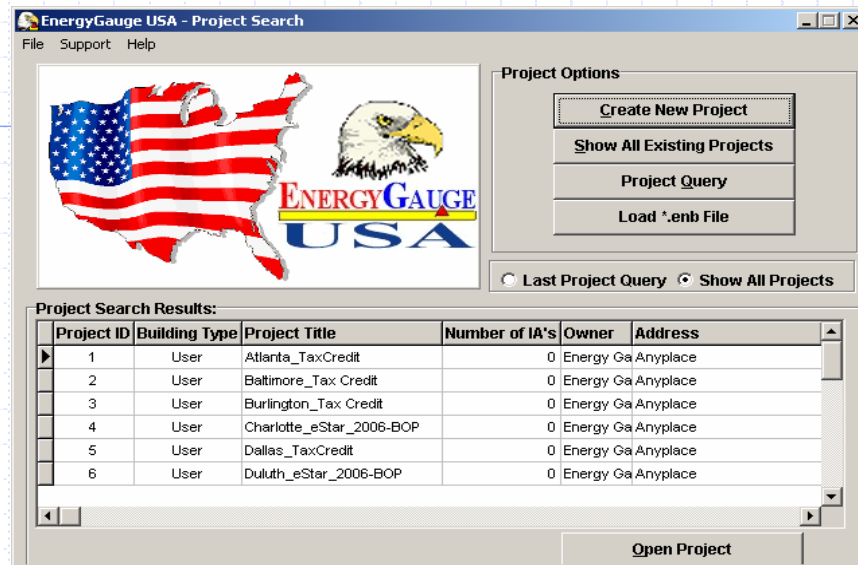 EnergyGauge USA - Project Search
File Support Help
ENERGYGAUGE
USA
Project Options
Create New Project
Show All Existing Projects
Project Query
Load *.enb File
Last Project Query Show All Projects
Project Search Results:
Project ID Building Type Project Title Number of IA's Owner Address
1 User Atlanta_TaxCredit 0 Energy Ga Anyplace
2 User Baltimore_Tax Credit 0 Energy Ga Anyplace
3 User Burlington_Tax Credit 0 Energy Ga Anyplace
4 User Charlotte_eStar_2006-BOP 0 Energy Ga Anyplace
5 User Dallas_TaxCredit 0 Energy Ga Anyplace
6 User Duluth_eStar_2006-BOP 0 Energy Ga Anyplace
Open Project